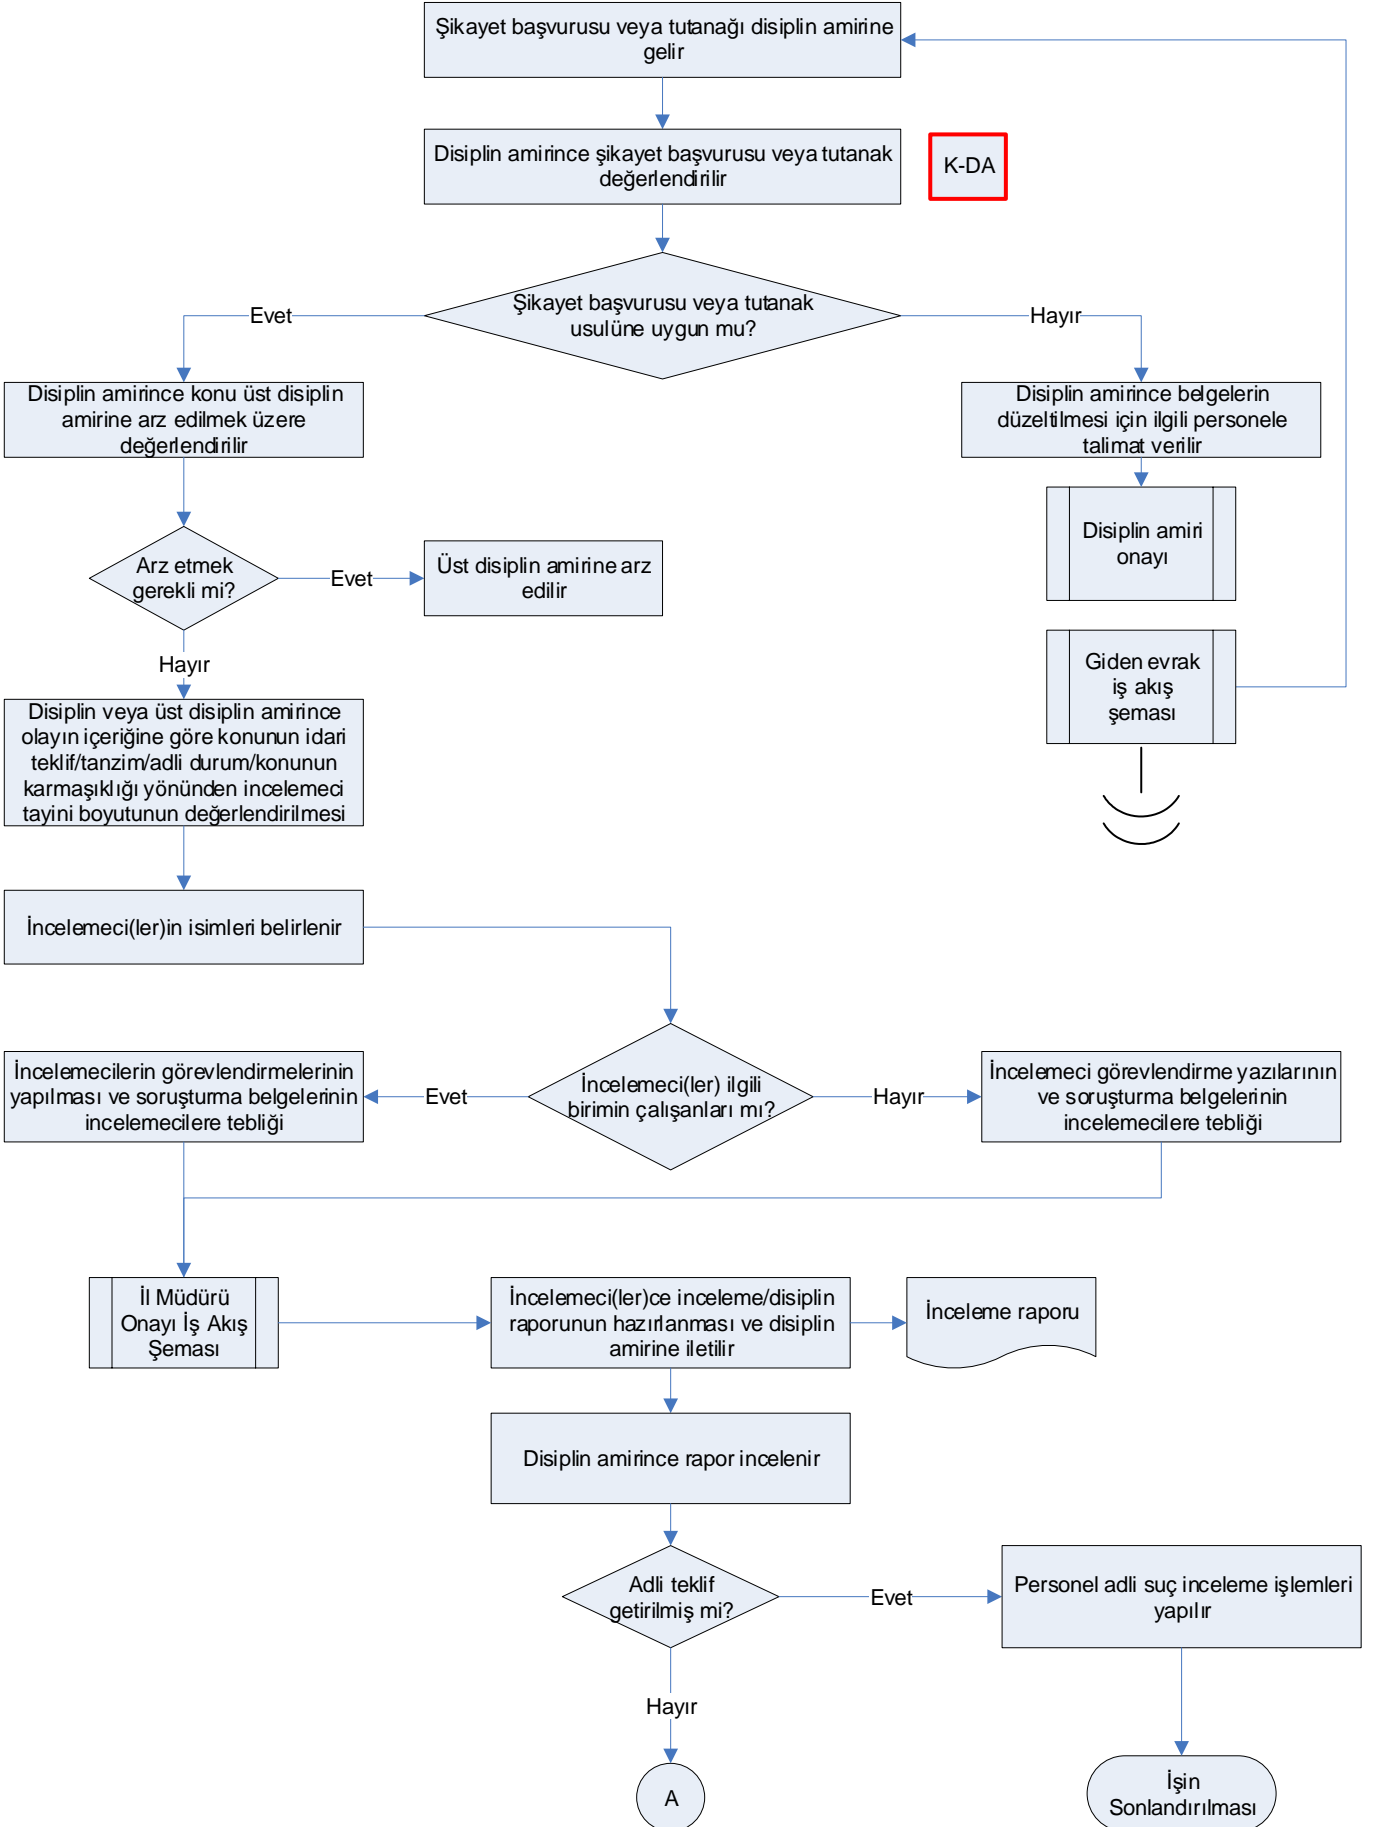 Şikayet başvurusu veya tutanağı disiplin amirine
gelir
Disiplin amirince şikayet başvurusu veya tutanak
değerlendirilir
K-DA
Şikayet başvurusu veya tutanak
usulüne uygun mu?
Evet
Hayır
Disiplin amirince konu üst disiplin
amirine arz edilmek üzere
değerlendirilir
Disiplin amirince belgelerin
düzeltilmesi için ilgili personele
talimat verilir
Disiplin amiri
onayı
Arz etmek
gerekli mi?
Evet
Üst disiplin amirine arz
edilir
Hayır
Giden evrak
iş akış
şeması
Disiplin veya üst disiplin amirince
olayın içeriğine göre konunun idari
teklif/tanzim/adli durum/konunun
karmaşıklığı yönünden incelemeci
tayini boyutunun değerlendirilmesi
İncelemeci(ler)in isimleri belirlenir
İncelemecilerin görevlendirmelerinin
yapılması ve soruşturma belgelerinin
incelemecilere tebliği
Evet
İncelemeci(ler) ilgili
birimin çalışanları mı?
Hayır
İncelemeci görevlendirme yazılarının
ve soruşturma belgelerinin
incelemecilere tebliği
İl Müdürü
Onayı İş Akış
Şeması
İncelemeci(ler)ce inceleme/disiplin
raporunun hazırlanması ve disiplin
amirine iletilir
İnceleme raporu
Disiplin amirince rapor incelenir
Adli teklif
getirilmiş mi?
Evet
Personel adli suç inceleme işlemleri
yapılır
Hayır
A
İşin
Sonlandırılması